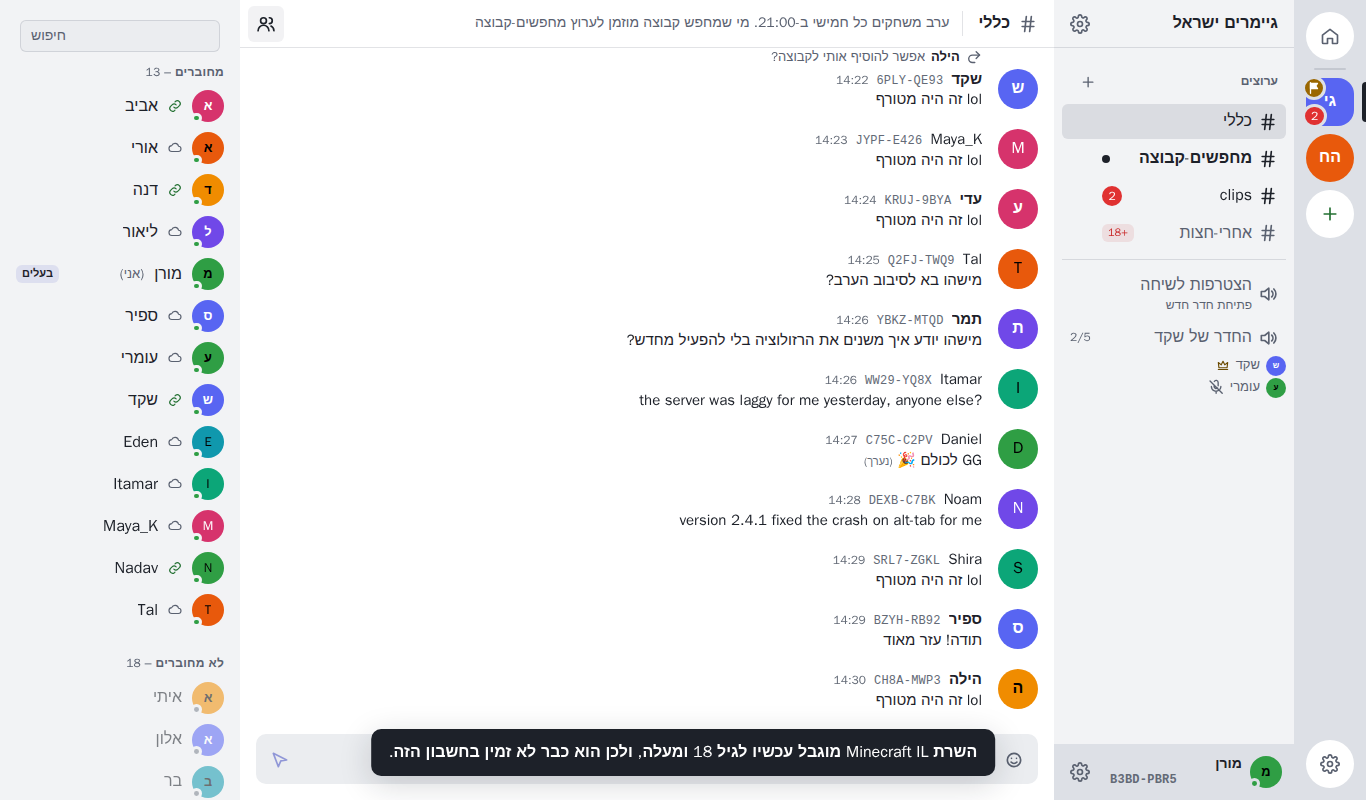 גי
2
הח
גיימרים ישראל
ערוצים
כללי
מחפשים-קבוצה
clips
2
אחרי-חצות
18+
הצטרפות לשיחה
פתיחת חדר חדש
החדר של שקד
2/5
ש שקד
ע עומרי
מ מורן
B3BD-PBR5
כללי
ערב משחקים כל חמישי ב-21:00. מי שמחפש קבוצה מוזמן לערוץ מחפשים-קבוצה
הילה אפשר להוסיף אותי לקבוצה?
ש שקד 6PLY-QE93 14:22
lol זה היה מטורף
M Maya_K JYPF-E426 14:23
lol זה היה מטורף
ע עדי KRUJ-9BYA 14:24
lol זה היה מטורף
T Tal Q2FJ-TWQ9 14:25
מישהו בא לסיבוב הערב?
ת תמר YBKZ-MTQD 14:26
מישהו יודע איך משנים את הרזולוציה בלי להפעיל מחדש?
I Itamar WW29-YQ8X 14:26
the server was laggy for me yesterday, anyone else?
D Daniel C75C-C2PV 14:27
GG לכולם 🎉 (נערך)
N Noam DEXB-C7BK 14:28
version 2.4.1 fixed the crash on alt-tab for me
S Shira SRL7-ZGKL 14:29
lol זה היה מטורף
ס ספיר BZYH-RB92 14:29
תודה! עזר מאוד
ה הילה CH8A-MWP3 14:30
lol זה היה מטורף
השרת Minecraft IL מוגבל עכשיו לגיל 18 ומעלה, ולכן הוא כבר לא זמין בחשבון הזה.
חיפוש
מחוברים – 13
א אביב
א אורי
ד דנה
ל ליאור
מ מורן (אני) בעלים
ס ספיר
ע עומרי
ש שקד
E Eden
I Itamar
M Maya_K
N Nadav
T Tal
לא מחוברים – 18
א איתי
א אלון
ב בר